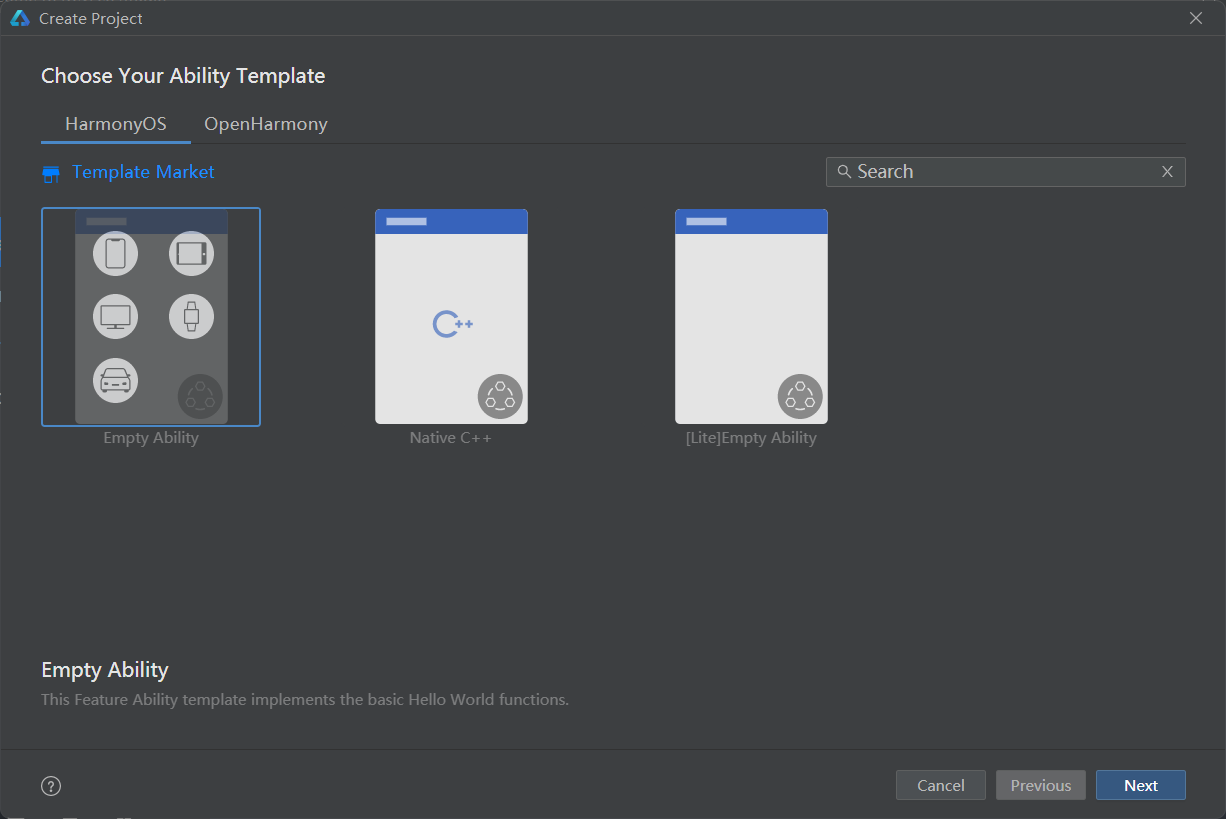 Create Project
Choose Your Ability Template
HarmonyOS OpenHarmony
Template Market
Search
C++
Empty Ability
Native C++
[Lite]Empty Ability
Empty Ability
This Feature Ability template implements the basic Hello World functions.
?
Cancel
Previous
Next